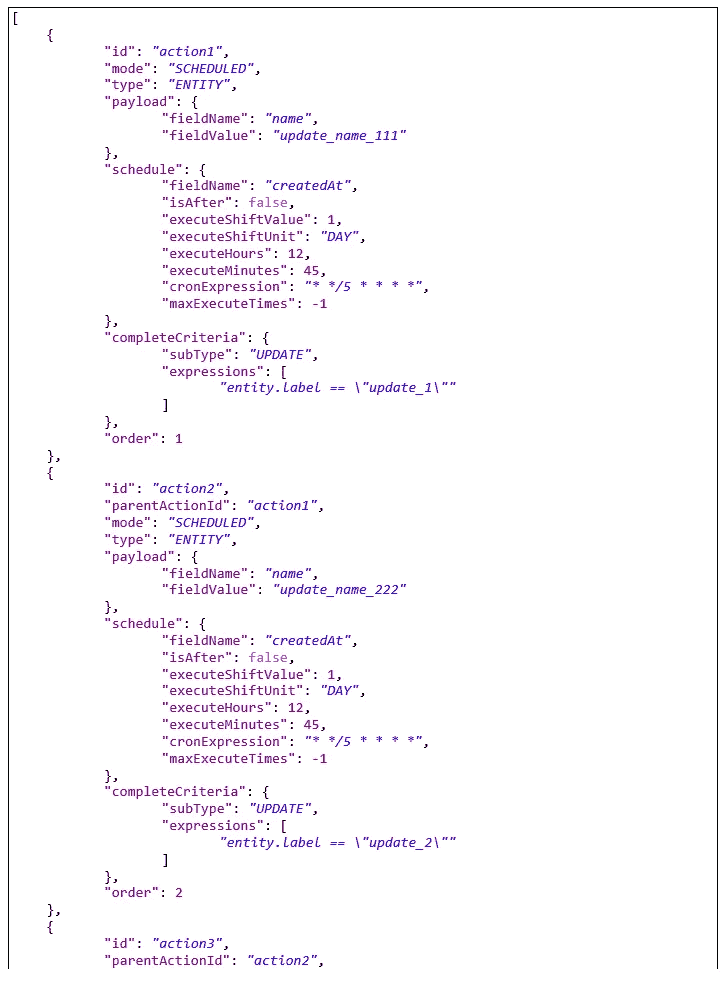 [
{
"id": "action1",
"mode": "SCHEDULED",
"type": "ENTITY",
"payload": {
"fieldName": "name",
"fieldValue": "update_name_111"
},
"schedule": {
"fieldName": "createdAt",
"isAfter": false,
"executeShiftValue": 1,
"executeShiftUnit": "DAY",
"executeHours": 12,
"executeMinutes": 45,
"cronExpression": "* */5 * * * *",
"maxExecuteTimes": -1
},
"completeCriteria": {
"subType": "UPDATE",
"expressions": [
"entity.label == \"update_1\""
]
},
"order": 1
},
{
"id": "action2",
"parentActionId": "action1",
"mode": "SCHEDULED",
"type": "ENTITY",
"payload": {
"fieldName": "name",
"fieldValue": "update_name_222"
},
"schedule": {
"fieldName": "createdAt",
"isAfter": false,
"executeShiftValue": 1,
"executeShiftUnit": "DAY",
"executeHours": 12,
"executeMinutes": 45,
"cronExpression": "* */5 * * * *",
"maxExecuteTimes": -1
},
"completeCriteria": {
"subType": "UPDATE",
"expressions": [
"entity.label == \"update_2\""
]
},
"order": 2
},
{
"id": "action3",
"parentActionId": "action2",